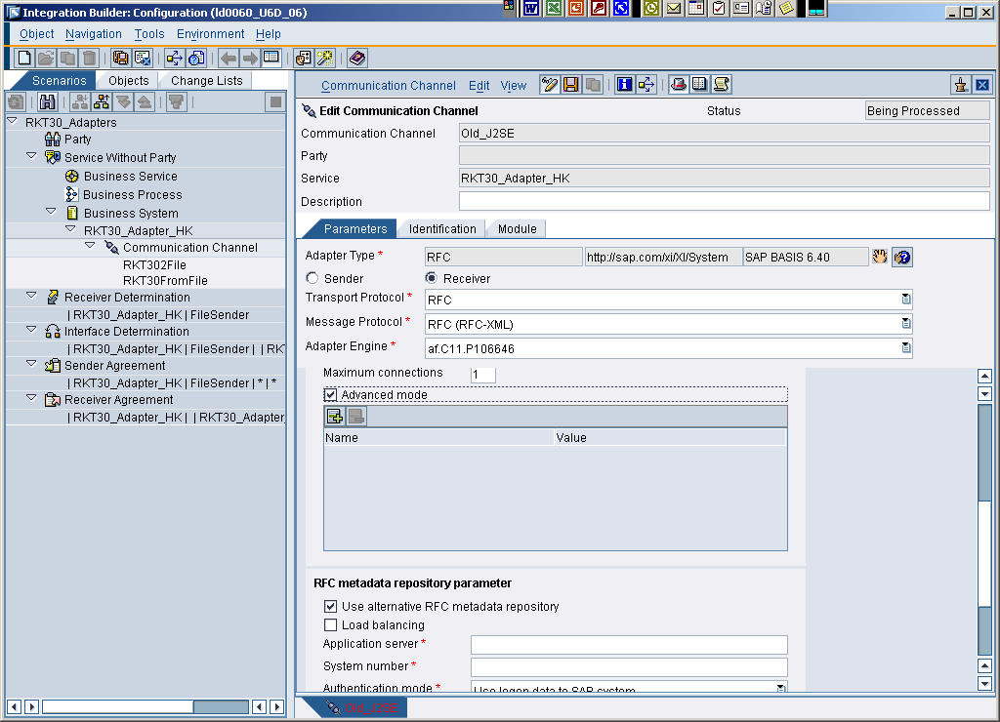 Integration Builder: Configuration (ld0060_U6D_06)
Object Navigation Tools Environment Help
Scenarios Objects Change Lists
RKT30_Adapters
Party
Service Without Party
Business Service
Business Process
Business System
RKT30_Adapter_HK
Communication Channel
RKT302File
RKT30FromFile
Receiver Determination
| RKT30_Adapter_HK | FileSender
Interface Determination
| RKT30_Adapter_HK | FileSender | | RKT
Sender Agreement
| RKT30_Adapter_HK | FileSender | * | *
Receiver Agreement
| RKT30_Adapter_HK | | RKT30_Adapter_
Communication Channel Edit View
Edit Communication Channel Status Being Processed
Communication Channel Old_J2SE
Party
Service RKT30_Adapter_HK
Description
Parameters Identification Module
Adapter Type * RFC http://sap.com/xi/XI/System SAP BASIS 6.40
Sender Receiver
Transport Protocol * RFC
Message Protocol * RFC (RFC-XML)
Adapter Engine * af.C11.P106646
Maximum connections 1
Advanced mode
Name Value
RFC metadata repository parameter
Use alternative RFC metadata repository
Load balancing
Application server *
System number *
Authentication mode * Use logon data to SAP system